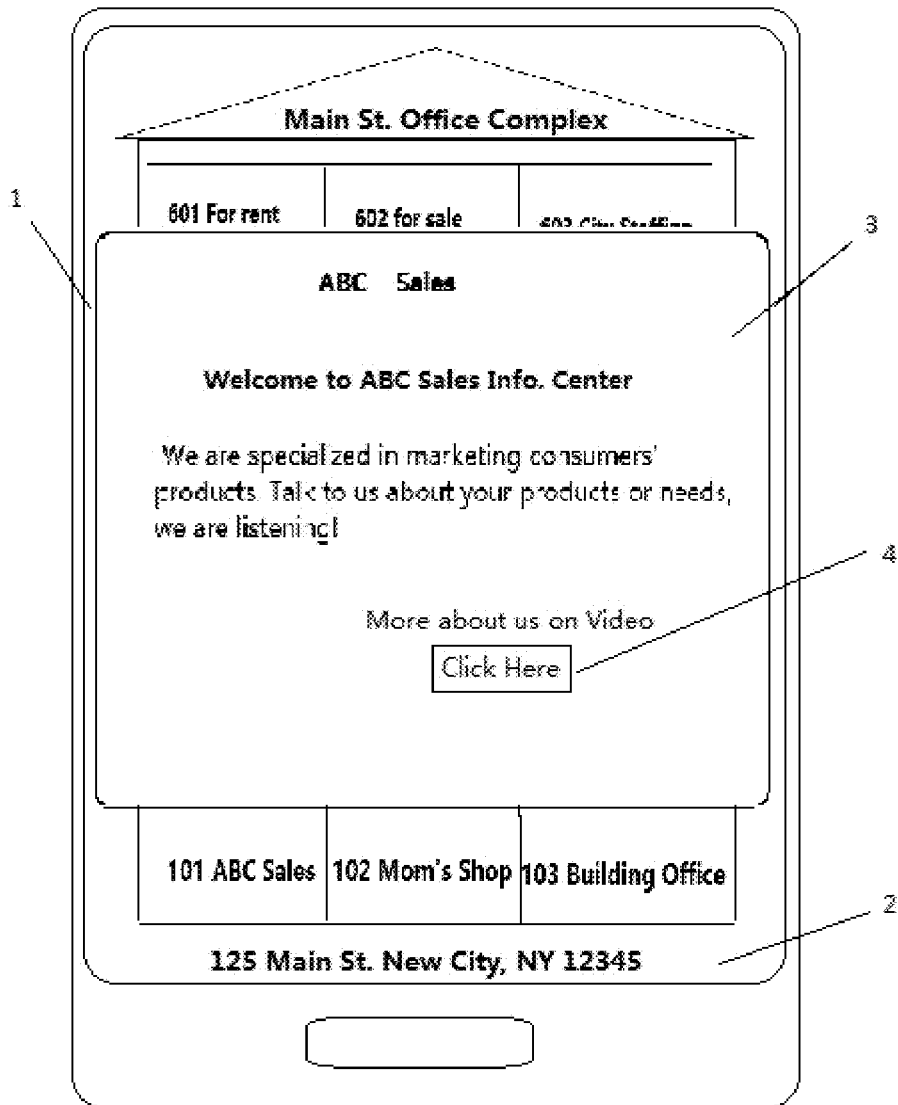 Main St. Office Complex
601 For rent 602 for sale 603 City Staffing
1
3
ABC Sales
Welcome to ABC Sales Info. Center
We are specialized in marketing consumers'
products. Talk to us about your products or needs,
we are listening!
4
More about us on Video
Click Here
101 ABC Sales 102 Mom's Shop 103 Building Office
2
125 Main St. New City, NY 12345